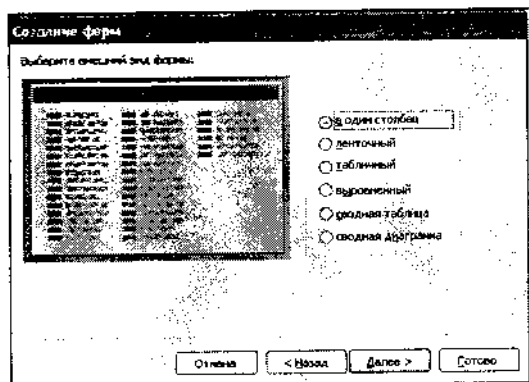 Создание форм
Выберите внешний вид формы:
в один столбец
ленточный
табличный
выровненный
сводная таблица
сводная диаграмма
Отмена
< Назад
Далее >
Готово